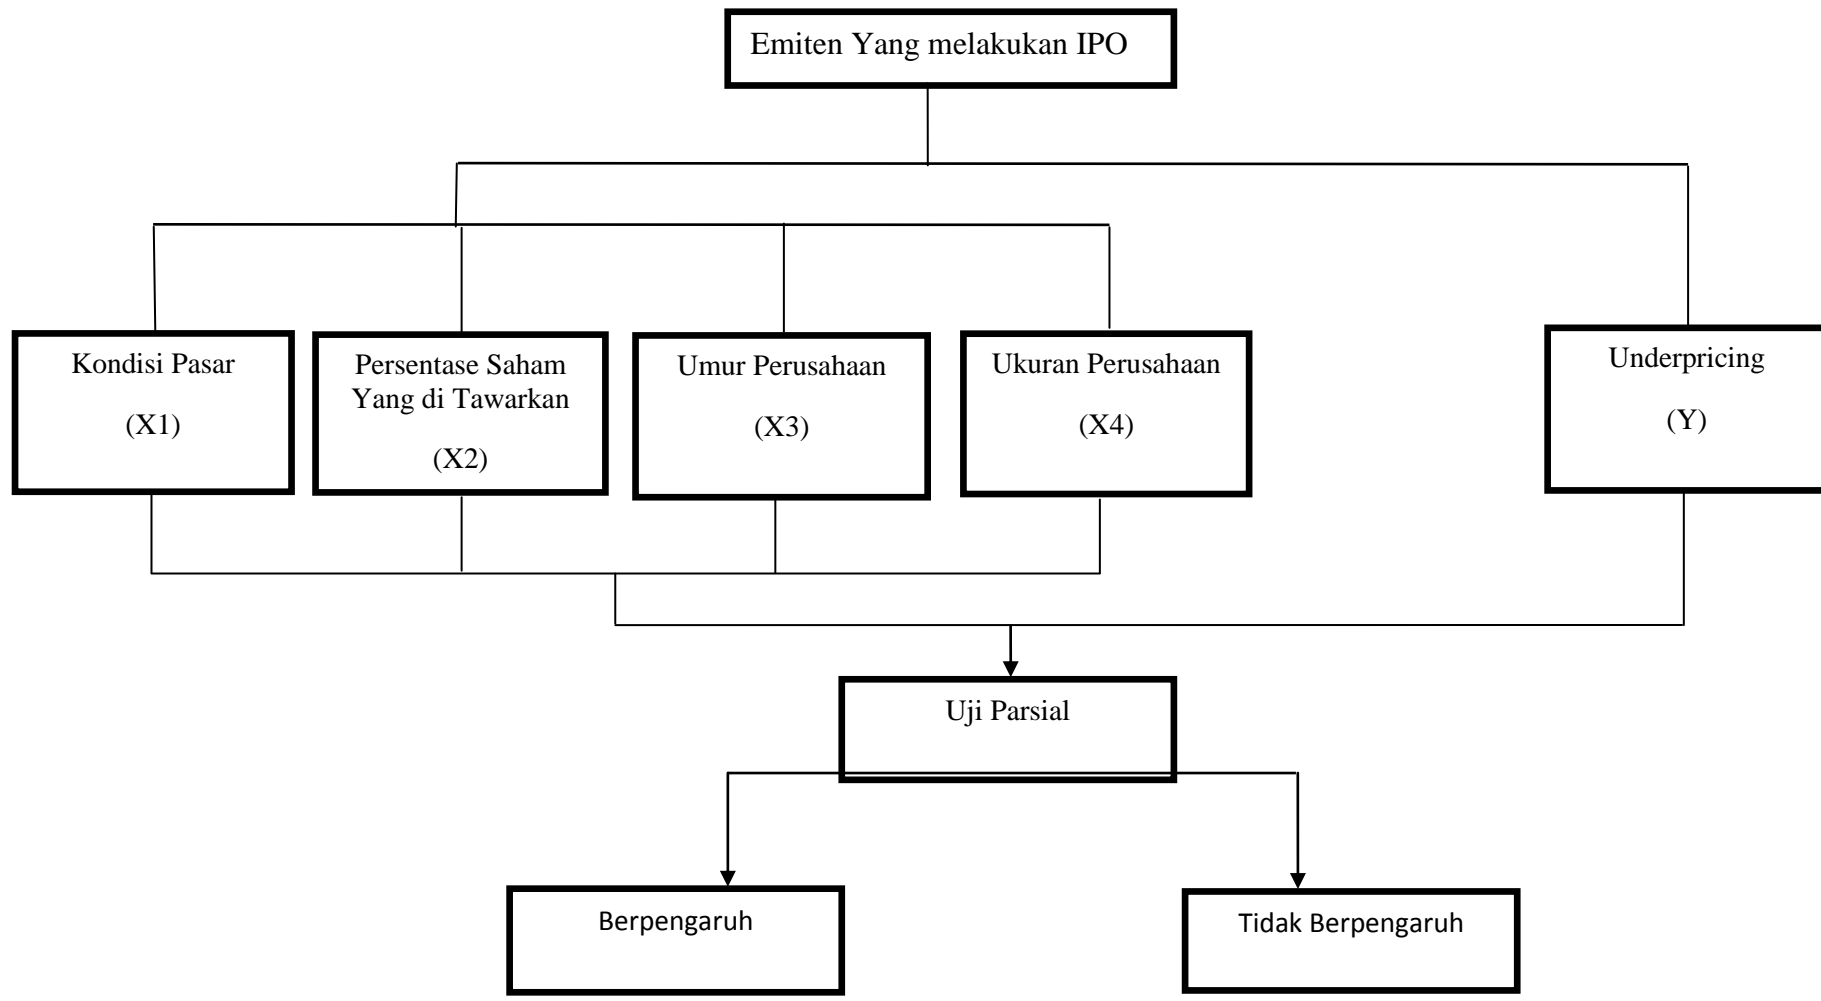 Emiten Yang melakukan IPO
Kondisi Pasar
(X1)
Persentase Saham
Yang di Tawarkan
(X2)
Umur Perusahaan
(X3)
Ukuran Perusahaan
(X4)
Underpricing
(Y)
Uji Parsial
Berpengaruh
Tidak Berpengaruh